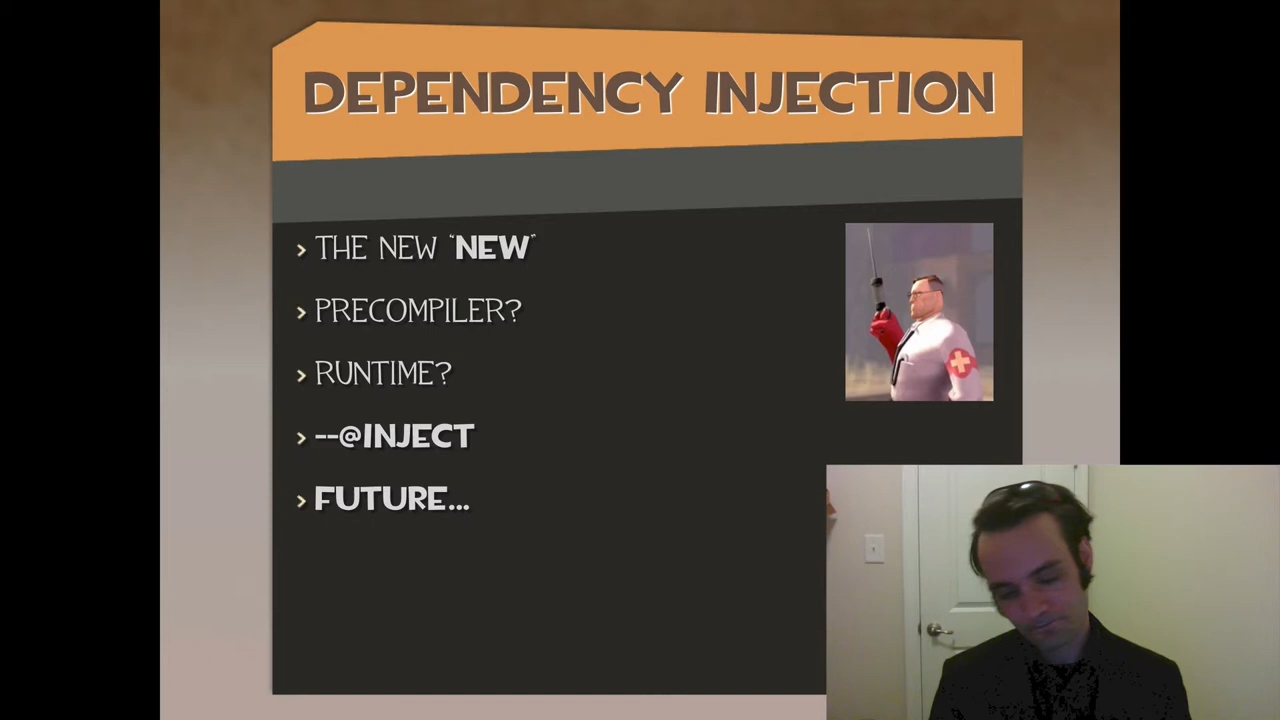 DEPENDENCY INJECTION
THE NEW "NEW"
PRECOMPILER?
RUNTIME?
--@INJECT
FUTURE...